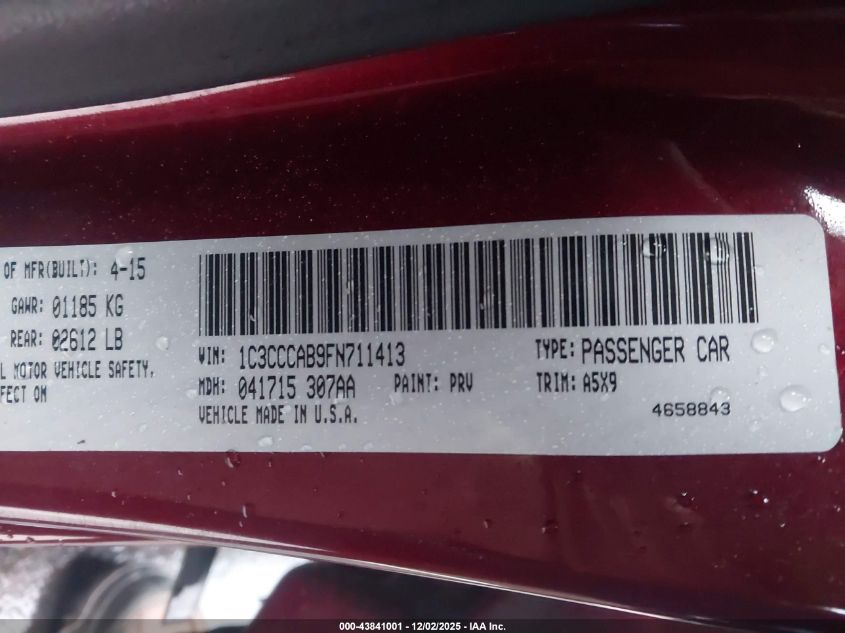 OF MFR(BUILT): 4-15
GAWR: 01185 KG
REAR: 02612 LB
L MOTOR VEHICLE SAFETY,
FECT ON
VIN: 1C3CCCAB9FN711413 TYPE: PASSENGER CAR
MDH: 041715 307AA PAINT: PRV TRIM: A5X9
VEHICLE MADE IN U.S.A. 4658843
000-43841001 - 12/02/2025 - IAA Inc.